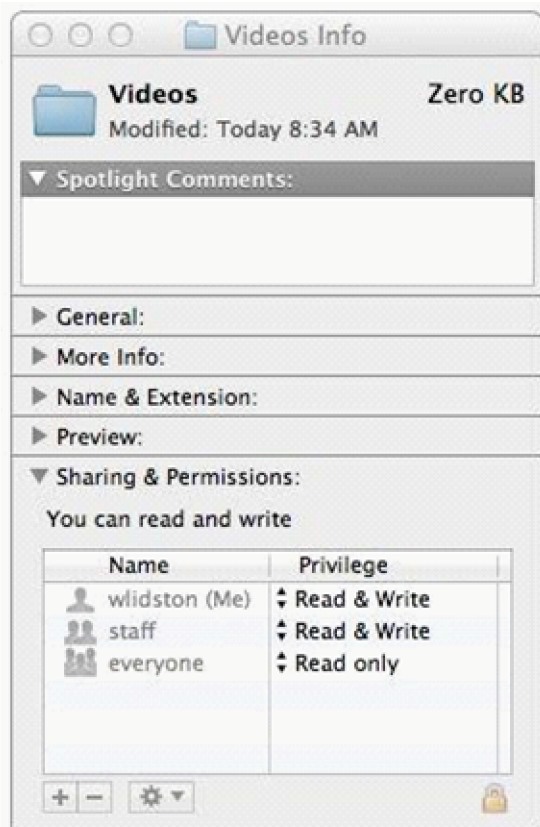 Videos Info
Videos Zero KB
Modified: Today 8:34 AM
Spotlight Comments:
General:
More Info:
Name & Extension:
Preview:
Sharing & Permissions:
You can read and write
Name Privilege
wlidston (Me) Read & Write
staff Read & Write
everyone Read only